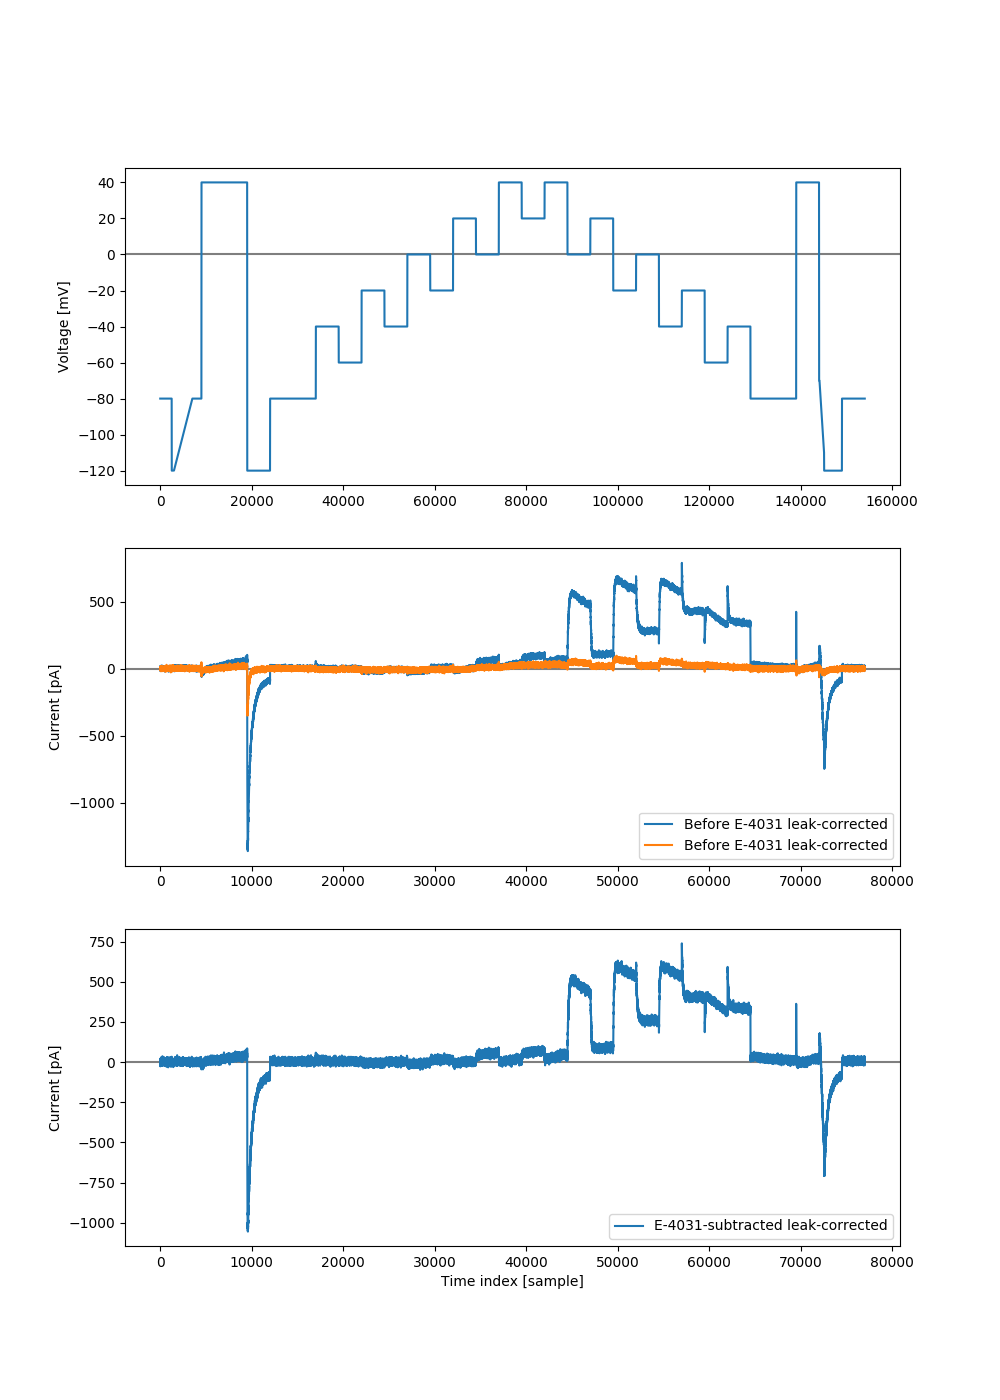 40
20
0
−20
−40
−60
−80
−100
−120
Voltage [mV]
0 20000 40000 60000 80000 100000 120000 140000 160000
500
0
−500
−1000
Current [pA]
Before E-4031 leak-corrected
Before E-4031 leak-corrected
0 10000 20000 30000 40000 50000 60000 70000 80000
750
500
250
0
−250
−500
−750
−1000
Current [pA]
E-4031-subtracted leak-corrected
0 10000 20000 30000 40000 50000 60000 70000 80000
Time index [sample]